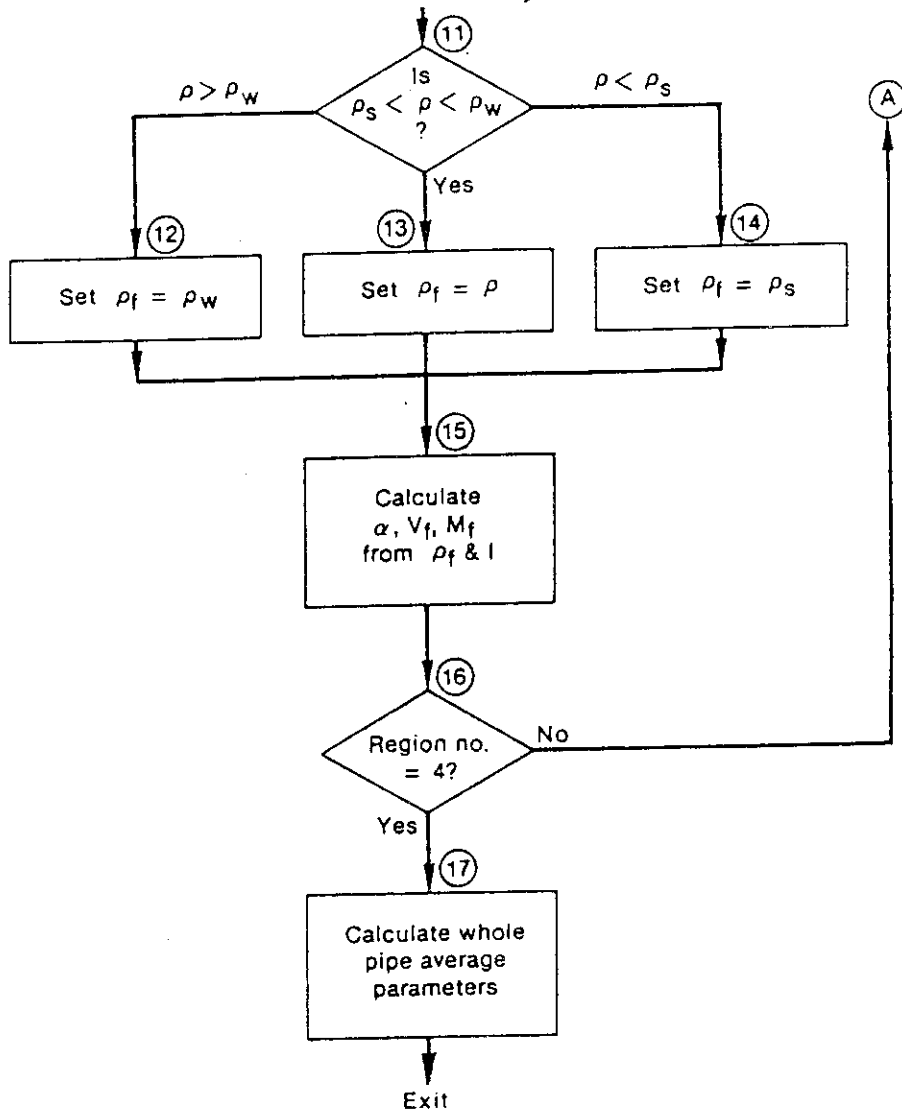 11
Is
ρs < ρ < ρw
?
ρ > ρw
ρ < ρs
A
Yes
12
13
14
Set ρf = ρw
Set ρf = ρ
Set ρf = ρs
15
Calculate
α, Vf, Mf
from ρf & I
16
Region no.
= 4?
No
Yes
17
Calculate whole
pipe average
parameters
Exit